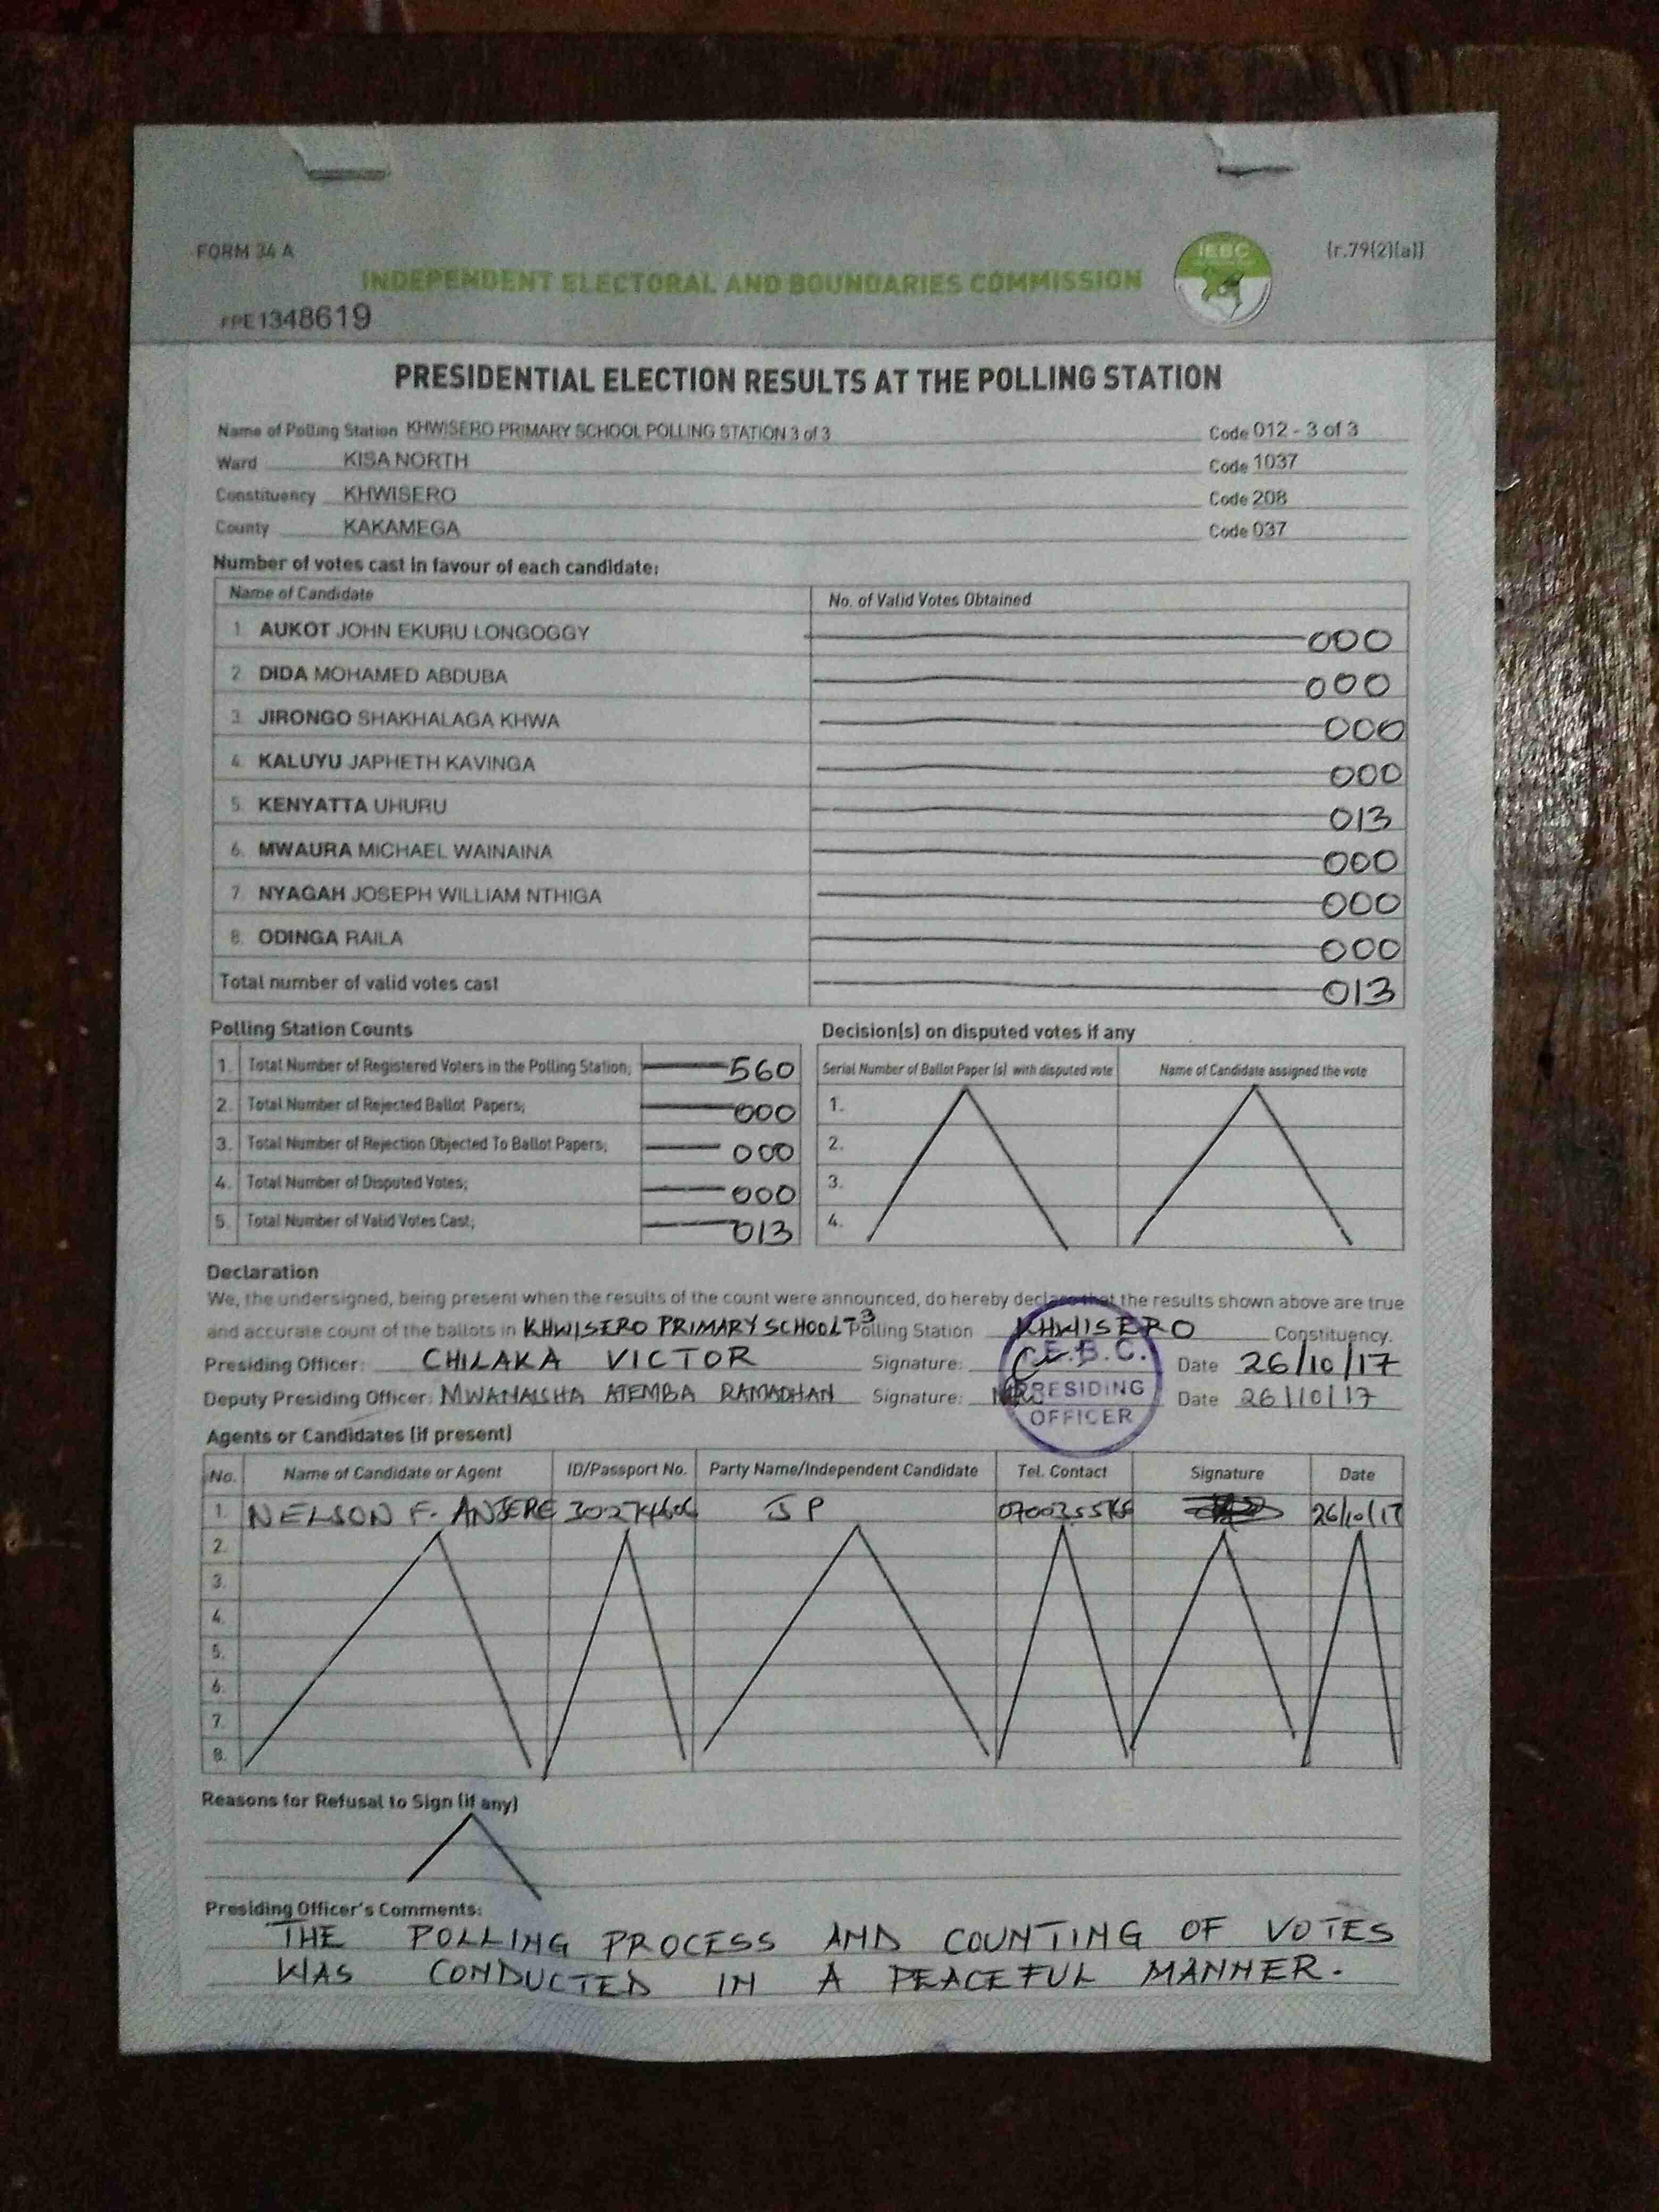 FORM 34 A
(r.79(2)(a))
IEBC
INDEPENDENT ELECTORAL AND BOUNDARIES COMMISSION
FPE1348619
PRESIDENTIAL ELECTION RESULTS AT THE POLLING STATION
Name of Polling Station KHWISERO PRIMARY SCHOOL POLLING STATION 3 of 3 Code 012 - 3 of 3
Ward KISA NORTH Code 1037
Constituency KHWISERO Code 208
County KAKAMEGA Code 037
Number of votes cast in favour of each candidate:
Name of Candidate No. of Valid Votes Obtained
1. AUKOT JOHN EKURU LONGOGGY 000
2. DIDA MOHAMED ABDUBA 000
3. JIRONGO SHAKHALAGA KHWA 000
4. KALUYU JAPHETH KAVINGA 000
5. KENYATTA UHURU 013
6. MWAURA MICHAEL WAINAINA 000
7. NYAGAH JOSEPH WILLIAM NTHIGA 000
8. ODINGA RAILA 000
Total number of valid votes cast 013
Polling Station Counts
1. Total Number of Registered Voters in the Polling Station; 560
2. Total Number of Rejected Ballot Papers; 000
3. Total Number of Rejection Objected To Ballot Papers; 000
4. Total Number of Disputed Votes; 000
5. Total Number of Valid Votes Cast; 013
Decision(s) on disputed votes if any
Serial Number of Ballot Paper (s) with disputed vote Name of Candidate assigned the vote
1.
2.
3.
4.
Declaration
We, the undersigned, being present when the results of the count were announced, do hereby declare that the results shown above are true
and accurate count of the ballots in KHWISERO PRIMARY SCHOOL-3 Polling Station KHWISERO Constituency.
Presiding Officer: CHILAKA VICTOR Signature: Date 26/10/17
Deputy Presiding Officer: MWANAISHA ATEMBA RAMADHAN Signature: Date 26/10/17
I.E.B.C.
PRESIDING
OFFICER
Agents or Candidates (if present)
No. Name of Candidate or Agent ID/Passport No. Party Name/Independent Candidate Tel. Contact Signature Date
1. NELSON F. ANJERE JP 26/10/17
2.
3.
4.
5.
6.
7.
8.
Reasons for Refusal to Sign (if any)
Presiding Officer's Comments:
THE POLLING PROCESS AND COUNTING OF VOTES
WAS CONDUCTED IN A PEACEFUL MANNER.